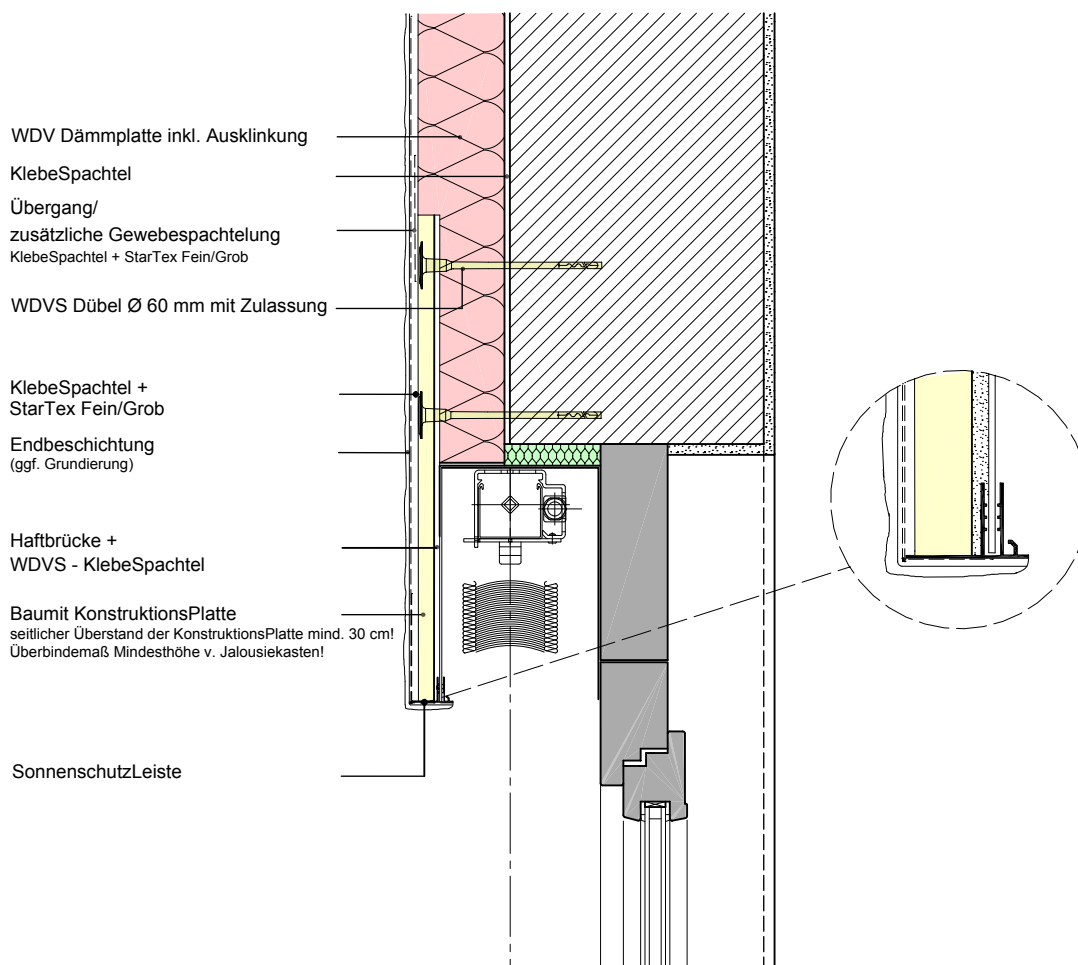 WDV Dämmplatte inkl. Ausklinkung
KlebeSpachtel
Übergang/
zusätzliche Gewebespachtelung
KlebeSpachtel + StarTex Fein/Grob
WDVS Dübel Ø 60 mm mit Zulassung
KlebeSpachtel +
StarTex Fein/Grob
Endbeschichtung
(ggf. Grundierung)
Haftbrücke +
WDVS - KlebeSpachtel
Baumit KonstruktionsPlatte
seitlicher Überstand der KonstruktionsPlatte mind. 30 cm!
Überbindemaß Mindesthöhe v. Jalousiekasten!
SonnenschutzLeiste